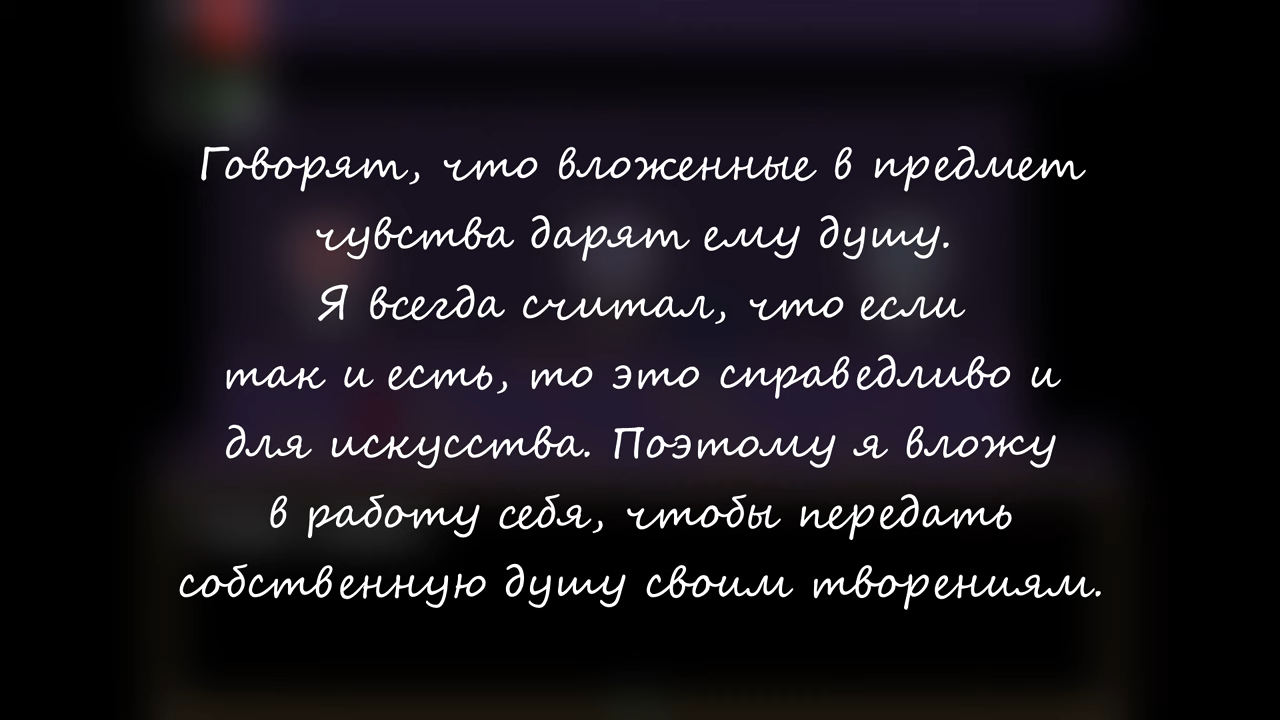 Говорят, что вложенные в предмет
чувства дарят ему душу.
Я всегда считал, что если
так и есть, то это справедливо и
для искусства. Поэтому я вложу
в работу себя, чтобы передать
собственную душу своим творениям.